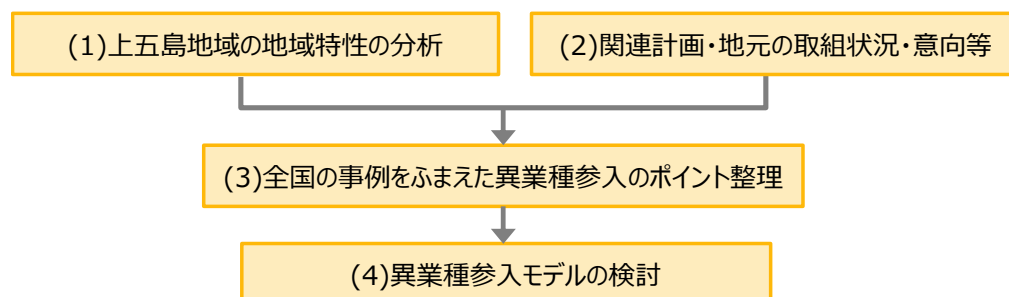 (1)上五島地域の地域特性の分析
(2)関連計画・地元の取組状況・意向等
(3)全国の事例をふまえた異業種参入のポイント整理
(4)異業種参入モデルの検討